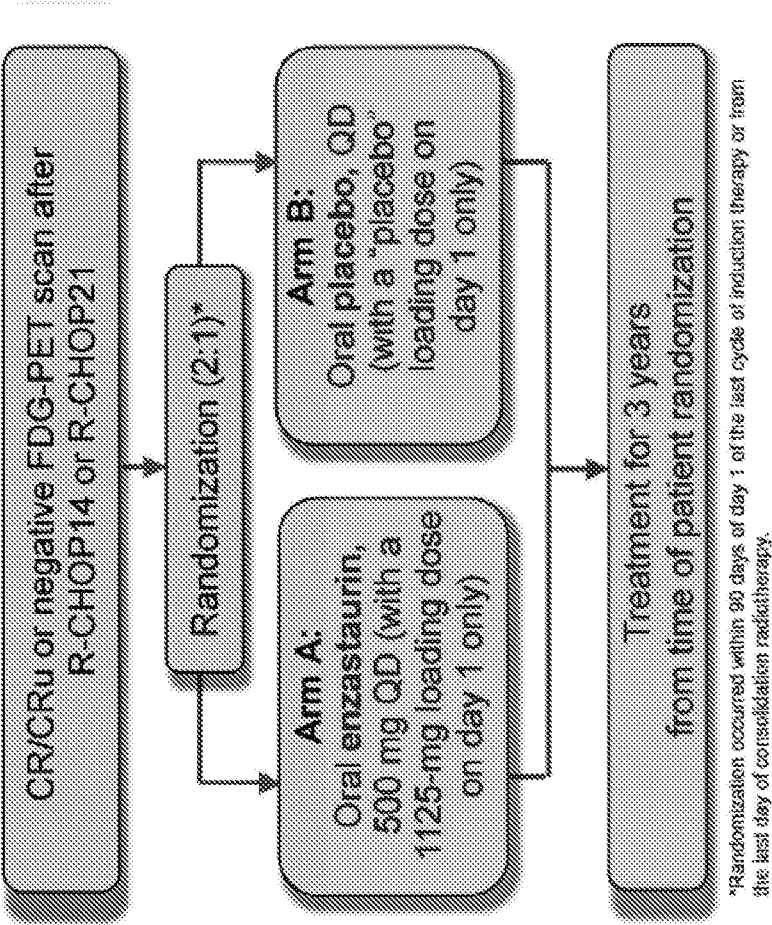 CR/CRu or negative FDG-PET scan after
R-CHOP14 or R-CHOP21
Randomization (2:1)*
Arm A:
Oral enzastaurin,
500 mg QD (with a
1125-mg loading dose
on day 1 only)
Arm B:
Oral placebo, QD
(with a "placebo"
loading dose on
day 1 only)
Treatment for 3 years
from time of patient randomization
*Randomization occurred within 90 days of day 1 of the last cycle of induction therapy or from
the last day of consolidation radiotherapy.